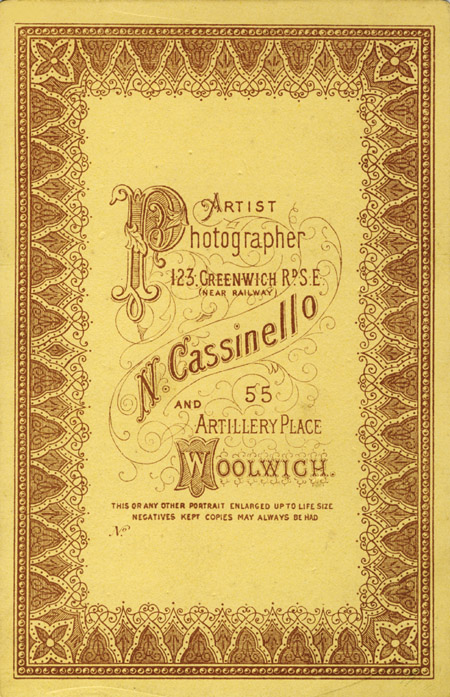 ARTIST
Photographer
123, GREENWICH RD S.E.
(NEAR RAILWAY)
N. Cassinello
AND 55
ARTILLERY PLACE
WOOLWICH.
THIS OR ANY OTHER PORTRAIT ENLARGED UP TO LIFE SIZE
NEGATIVES KEPT COPIES MAY ALWAYS BE HAD
No